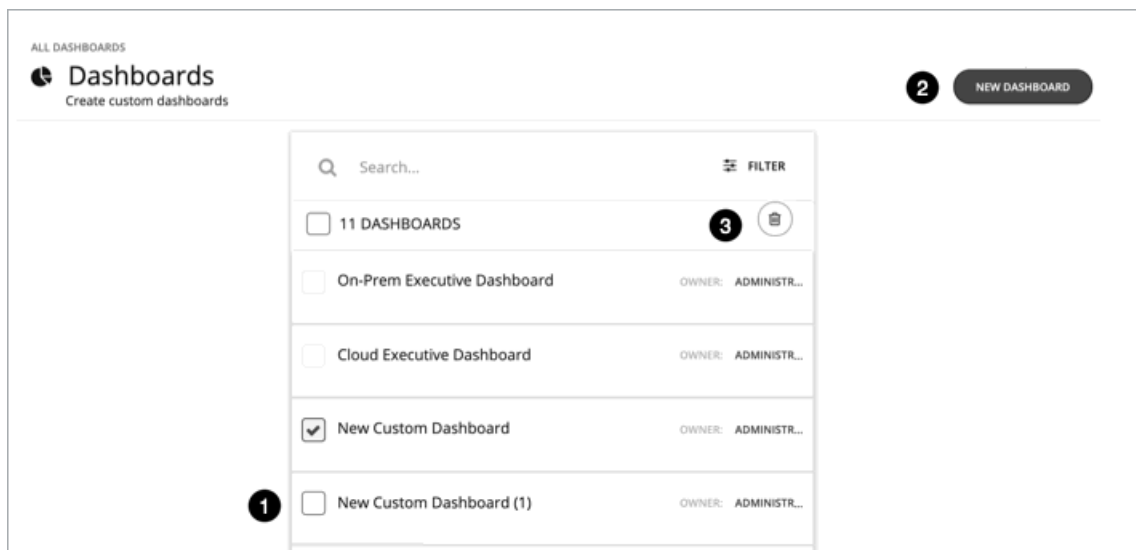 ALL DASHBOARDS
Dashboards
Create custom dashboards
2 NEW DASHBOARD
Search... FILTER
11 DASHBOARDS 3
On-Prem Executive Dashboard OWNER: ADMINISTR...
Cloud Executive Dashboard OWNER: ADMINISTR...
New Custom Dashboard OWNER: ADMINISTR...
1 New Custom Dashboard (1) OWNER: ADMINISTR...